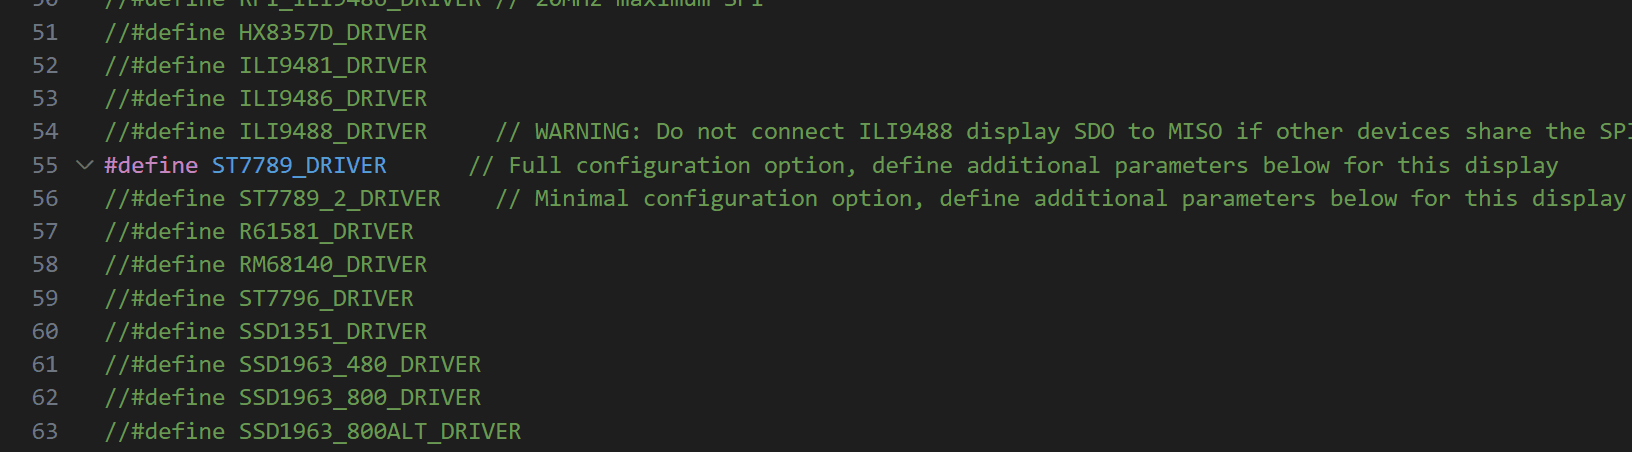 50 //#define RPI_ILI9486_DRIVER // 20MHz maximum SPI
51 //#define HX8357D_DRIVER
52 //#define ILI9481_DRIVER
53 //#define ILI9486_DRIVER
54 //#define ILI9488_DRIVER // WARNING: Do not connect ILI9488 display SDO to MISO if other devices share the SPI
55 #define ST7789_DRIVER // Full configuration option, define additional parameters below for this display
56 //#define ST7789_2_DRIVER // Minimal configuration option, define additional parameters below for this display
57 //#define R61581_DRIVER
58 //#define RM68140_DRIVER
59 //#define ST7796_DRIVER
60 //#define SSD1351_DRIVER
61 //#define SSD1963_480_DRIVER
62 //#define SSD1963_800_DRIVER
63 //#define SSD1963_800ALT_DRIVER